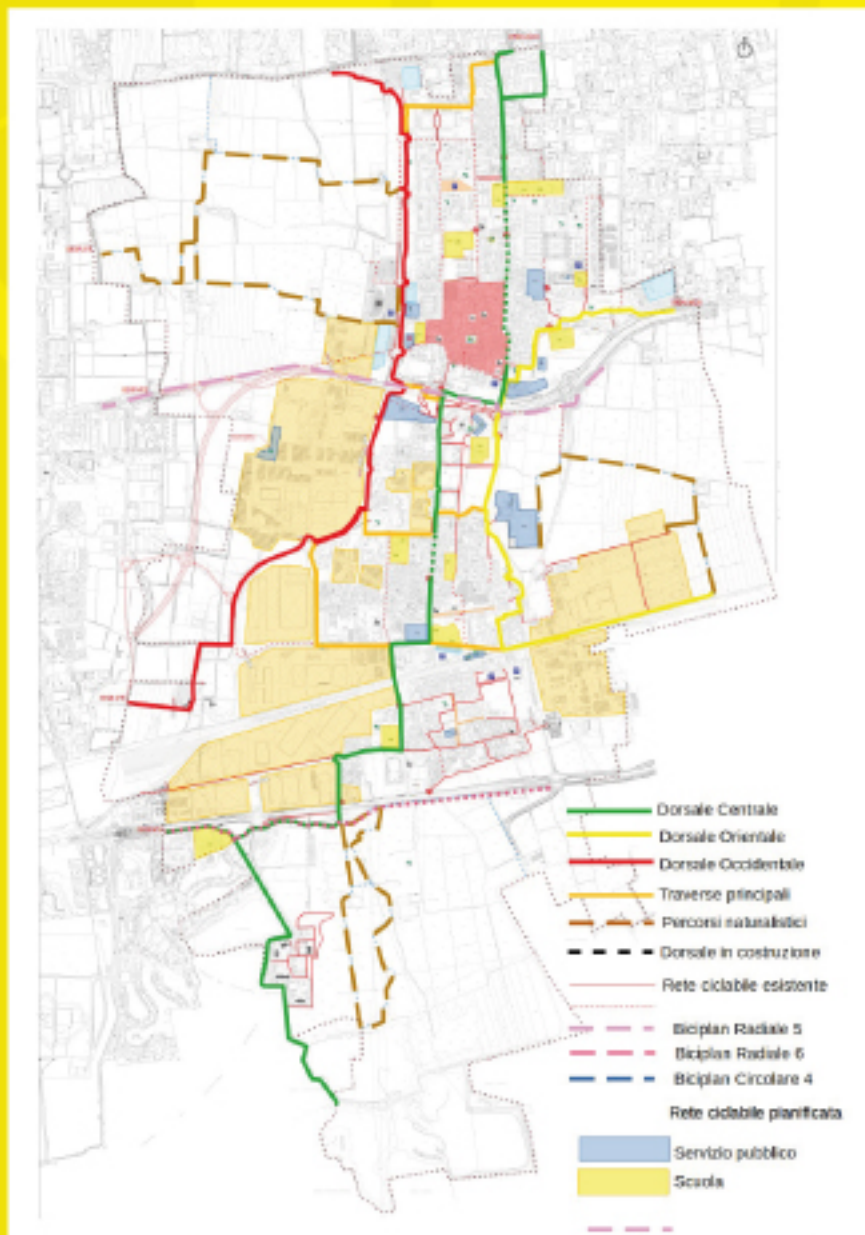 Dorsale Centrale
Dorsale Orientale
Dorsale Occidentale
Traverse principali
Percorsi naturalistici
Dorsale in costruzione
Rete ciclabile esistente
Biciplan Radiale 5
Biciplan Radiale 6
Biciplan Circolare 4
Rete ciclabile pianificata
Servizio pubblico
Scuola